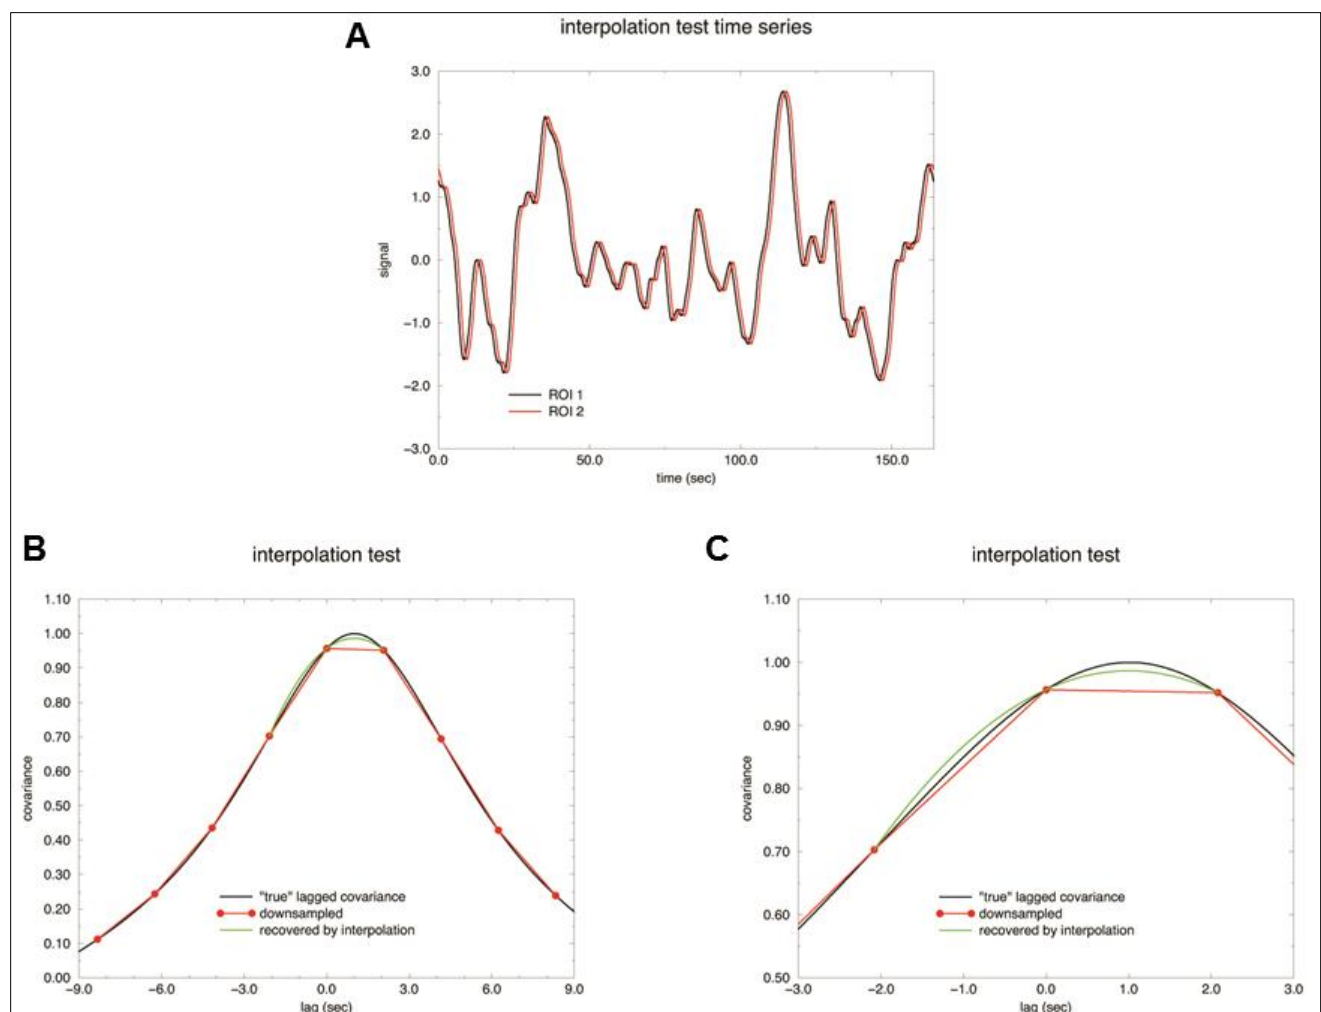 A
interpolation test time series
3.0
2.0
1.0
0.0
−1.0
−2.0
−3.0
signal
ROI 1
ROI 2
0.0 50.0 100.0 150.0
time (sec)
B
interpolation test
1.10
1.00
0.90
0.80
0.70
0.60
0.50
0.40
0.30
0.20
0.10
0.00
covariance
"true" lagged covariance
downsampled
recovered by interpolation
−9.0 −6.0 −3.0 0.0 3.0 6.0 9.0
lag (sec)
C
interpolation test
1.10
1.00
0.90
0.80
0.70
0.60
0.50
covariance
"true" lagged covariance
downsampled
recovered by interpolation
−3.0 −2.0 −1.0 0.0 1.0 2.0 3.0
lag (sec)